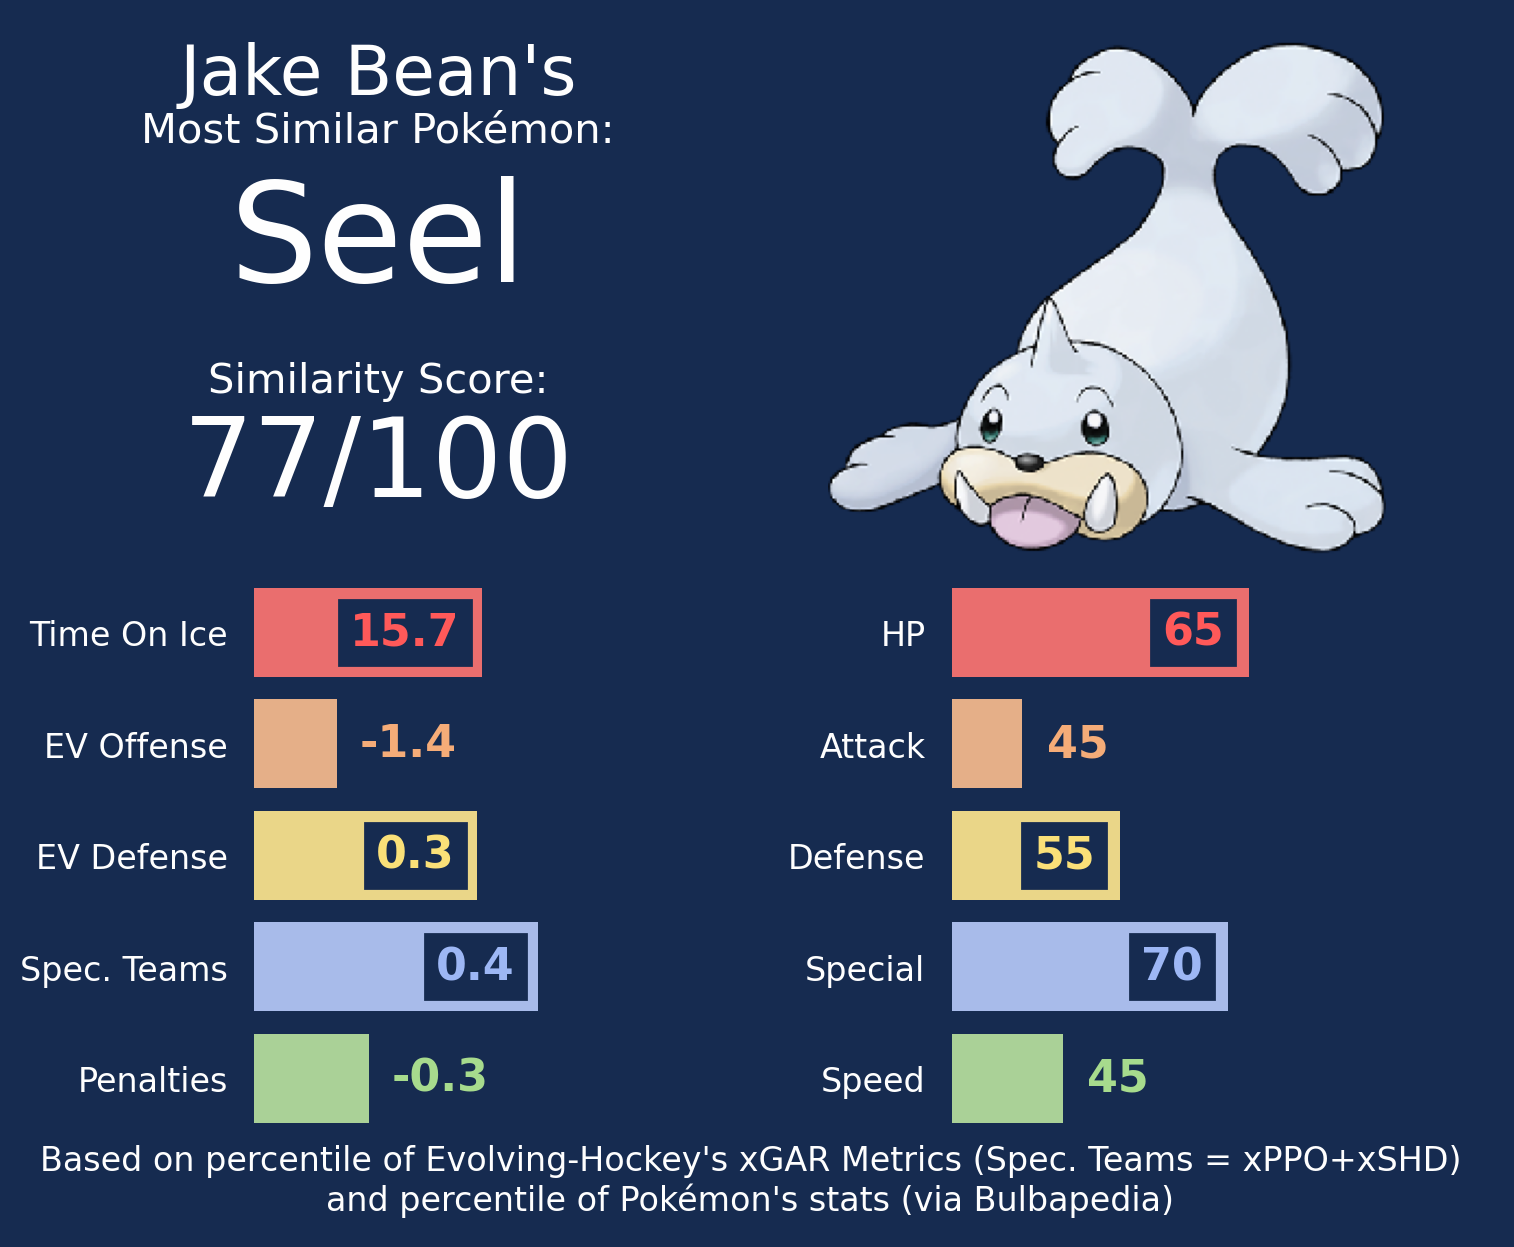 Jake Bean's
Most Similar Pokémon:
Seel
Similarity Score:
77/100
Time On Ice 15.7
EV Offense -1.4
EV Defense 0.3
Spec. Teams 0.4
Penalties -0.3
HP 65
Attack 45
Defense 55
Special 70
Speed 45
Based on percentile of Evolving-Hockey's xGAR Metrics (Spec. Teams = xPPO+xSHD)
and percentile of Pokémon's stats (via Bulbapedia)